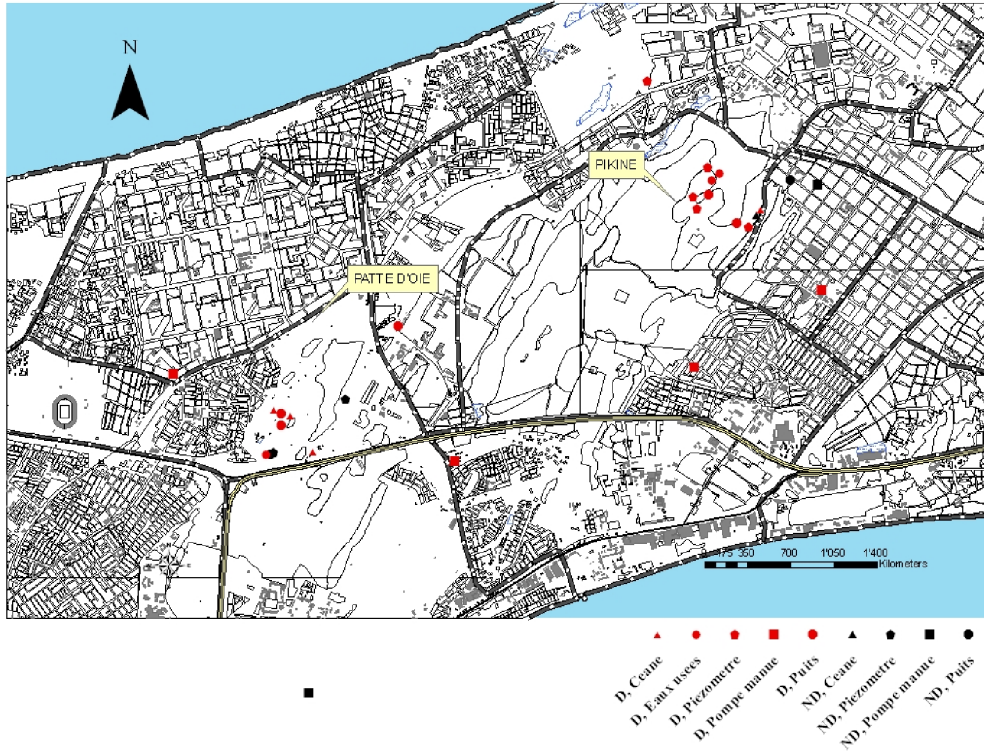 N
PIKINE
PATTE D'OIE
175 350 700 1'050 1'400
Kilometers
D, Ceane
D, Eaux usees
D, Piezometre
D, Pompe manue
D, Puits
ND, Ceane
ND, Piezometre
ND, Pompe manue
ND, Puits